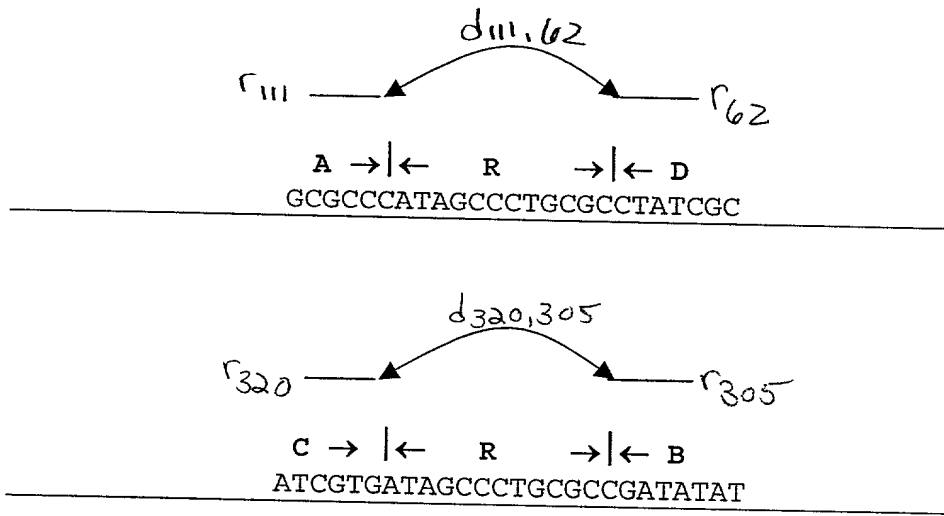 d111,62
r111 r62
A →|← R →|← D
GCGCCCATAGCCCTGCGCCTATCGC
d320,305
r320 r305
C → |← R →|← B
ATCGTGATAGCCCTGCGCCGATATAT